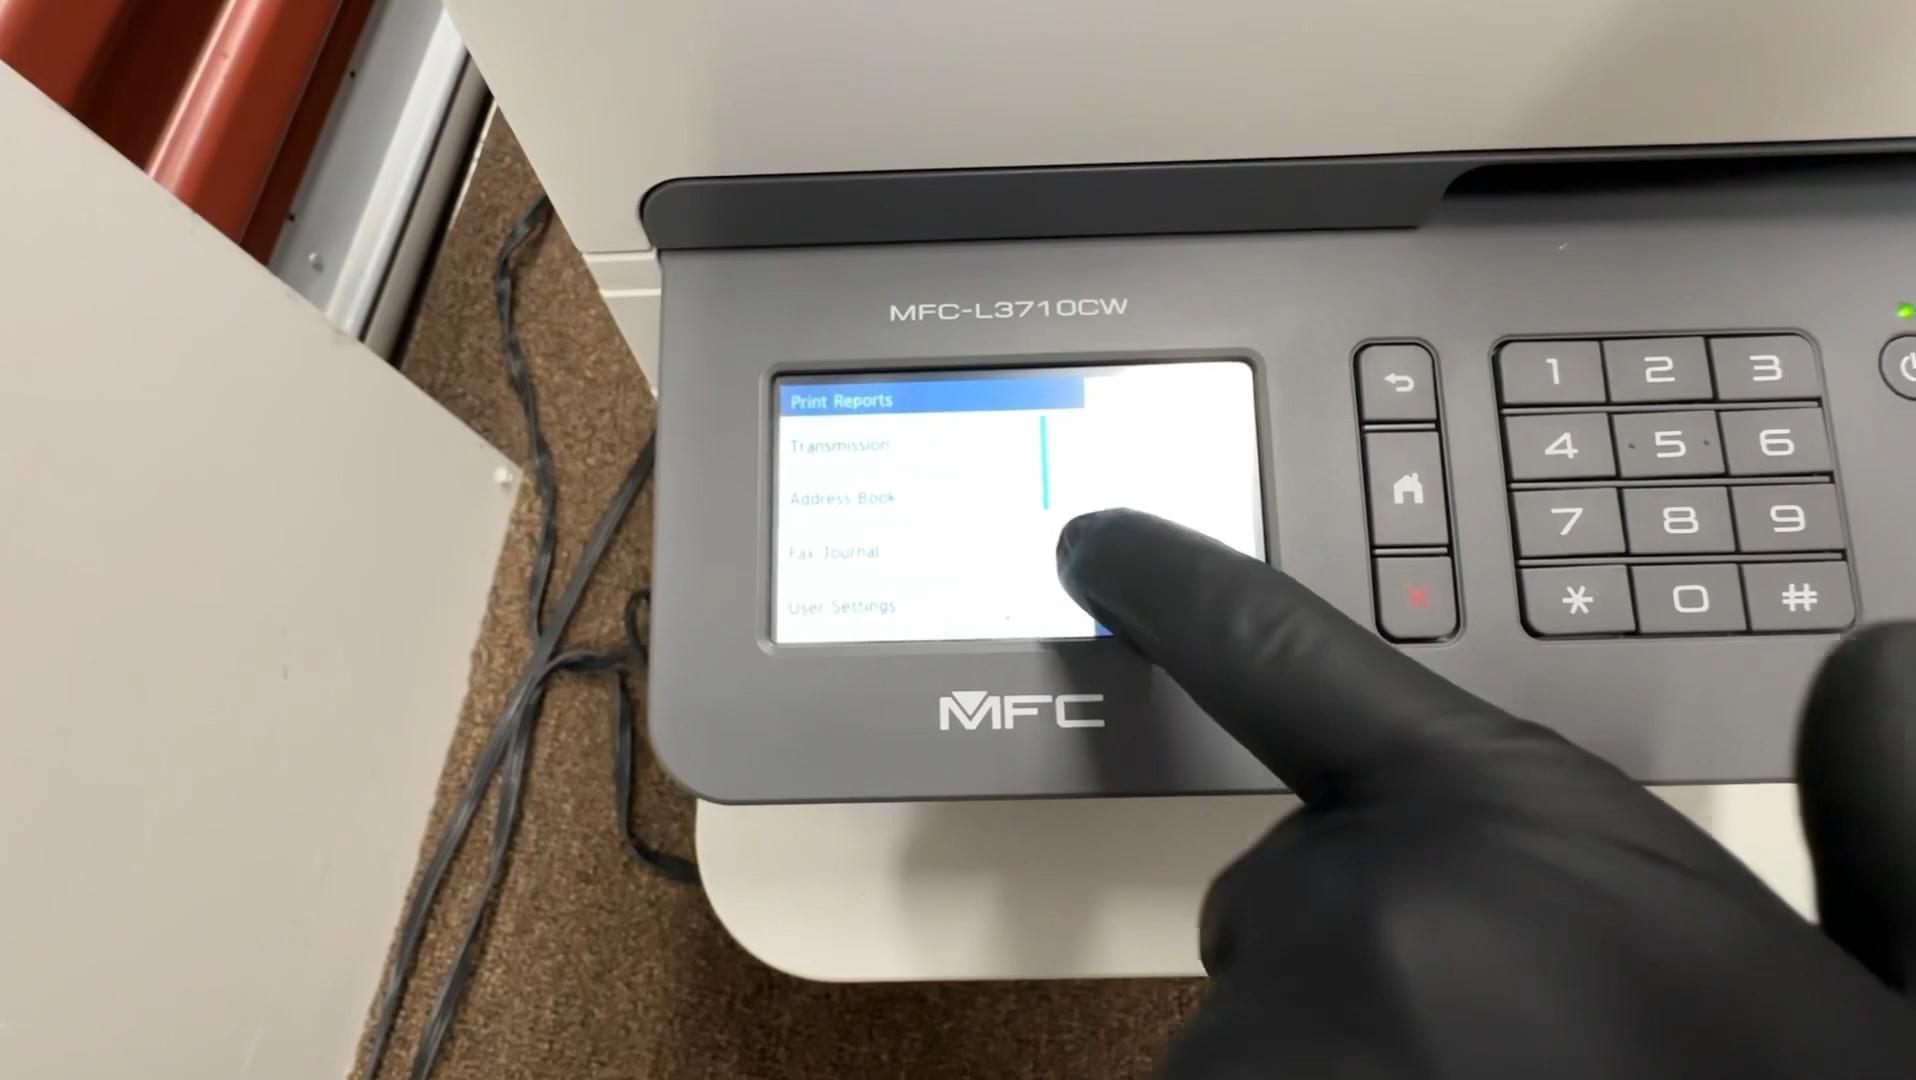 MFC-L3710CW
Print Reports
Transmission
Address Book
Fax Journal
User Settings
MFC
1 2 3
4 5 6
7 8 9
* 0 #